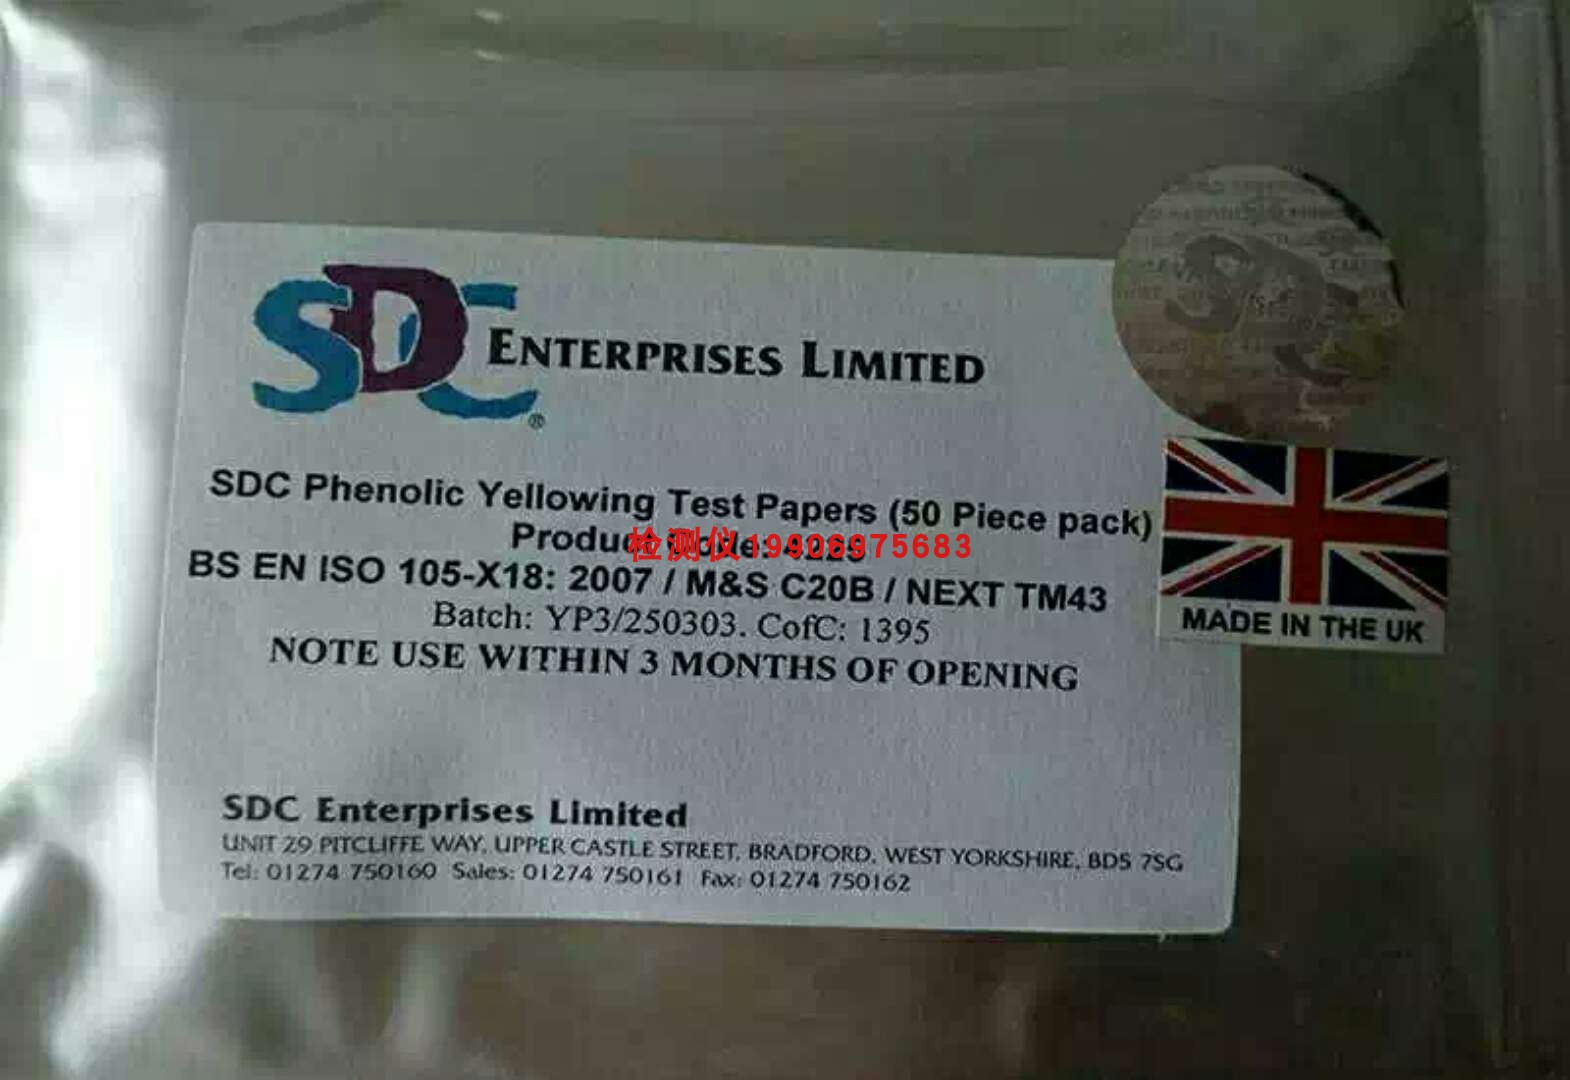 SDC ENTERPRISES LIMITED ®
SDC Phenolic Yellowing Test Papers (50 Piece pack)
检测仪19906975683
BS EN ISO 105-X18: 2007 / M&S C20B / NEXT TM43
Batch: YP3/250303. CofC: 1395
NOTE USE WITHIN 3 MONTHS OF OPENING
MADE IN THE UK
SDC Enterprises Limited
UNIT 29 PITCLIFFE WAY, UPPER CASTLE STREET, BRADFORD, WEST YORKSHIRE, BD5 7SG
Tel: 01274 750160 Sales: 01274 750161 Fax: 01274 750162